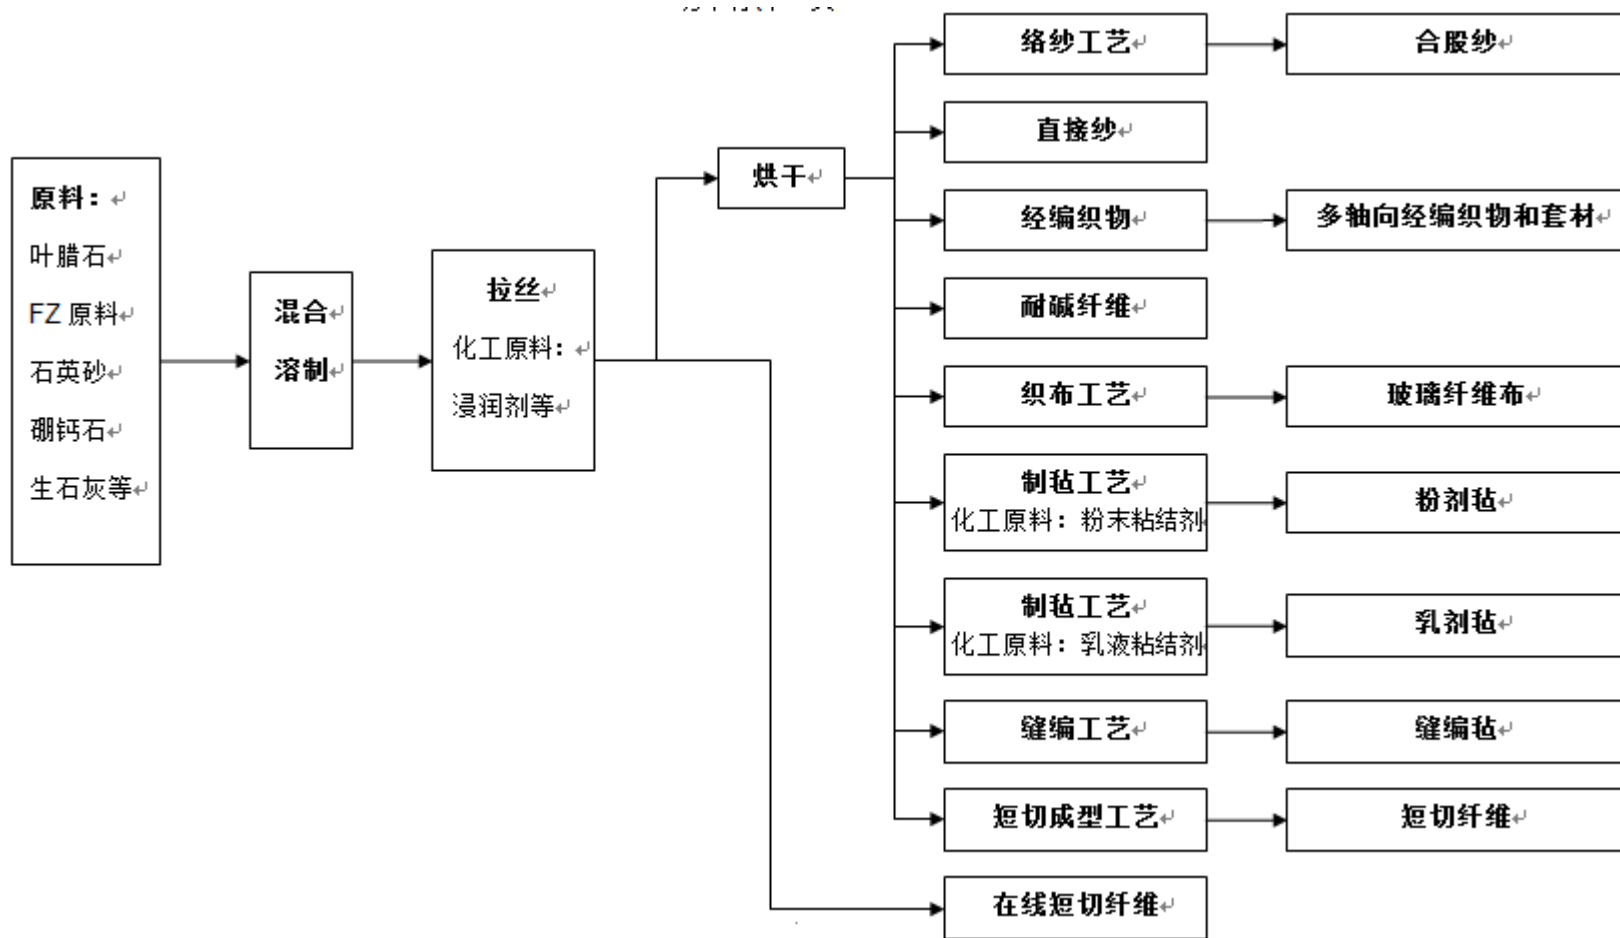 原料：
叶腊石
FZ 原料
石英砂
硼钙石
生石灰等
混合
溶制
拉丝
化工原料：
浸润剂等
烘干
络纱工艺
合股纱
直接纱
经编织物
多轴向经编织物和套材
耐碱纤维
织布工艺
玻璃纤维布
制毡工艺
化工原料：粉末粘结剂
粉剂毡
制毡工艺
化工原料：乳液粘结剂
乳剂毡
缝编工艺
缝编毡
短切成型工艺
短切纤维
在线短切纤维